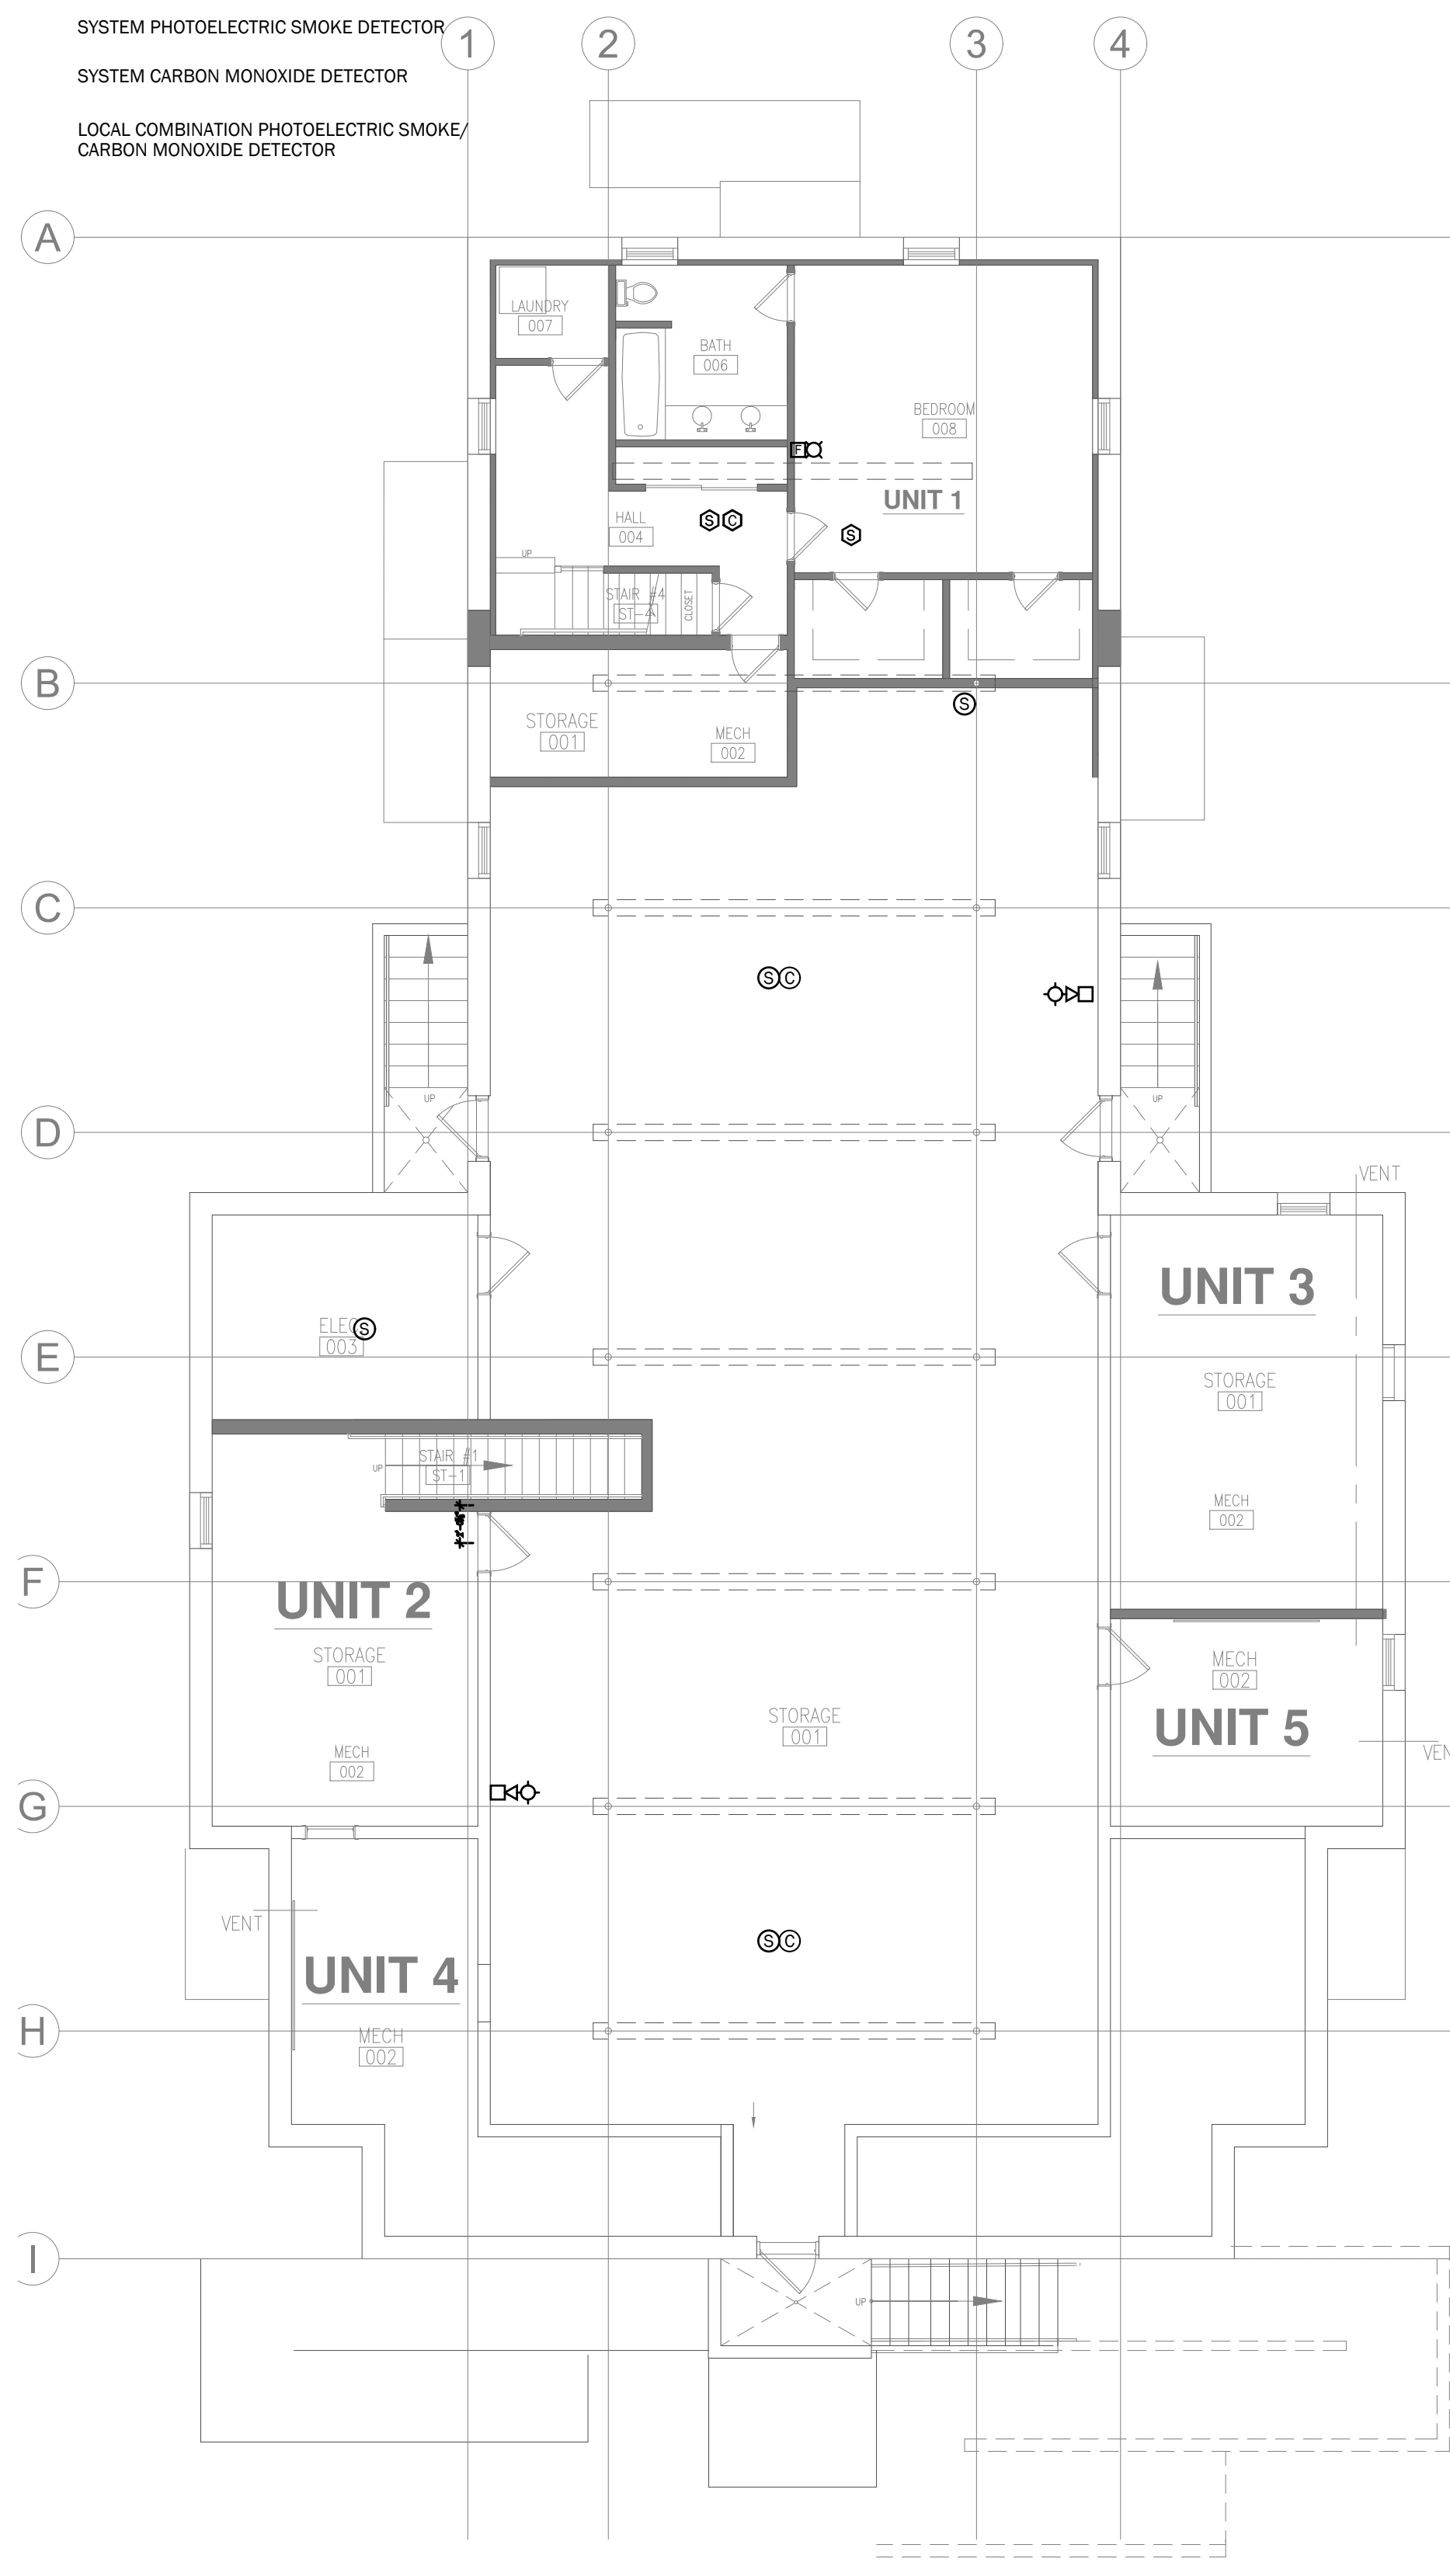 SYSTEM PHOTOELECTRIC SMOKE DETECTOR
SYSTEM CARBON MONOXIDE DETECTOR
LOCAL COMBINATION PHOTOELECTRIC SMOKE/
CARBON MONOXIDE DETECTOR
1
2
3
4
A
LAUNDRY
007
BATH
006
BEDROOM
008
F
UNIT 1
HALL
004
S
C
S
UP
STAIR #4
ST-4
CLOSET
B
S
STORAGE
001
MECH
002
C
S
C
UP
UP
D
VENT
UNIT 3
ELEC
003
S
E
STORAGE
001
STAIR #1
ST-1
UP
MECH
002
F
UNIT 2
STORAGE
001
MECH
002
UNIT 5
STORAGE
001
VEN
MECH
002
G
VENT
S
C
UNIT 4
H
MECH
002
I
UP